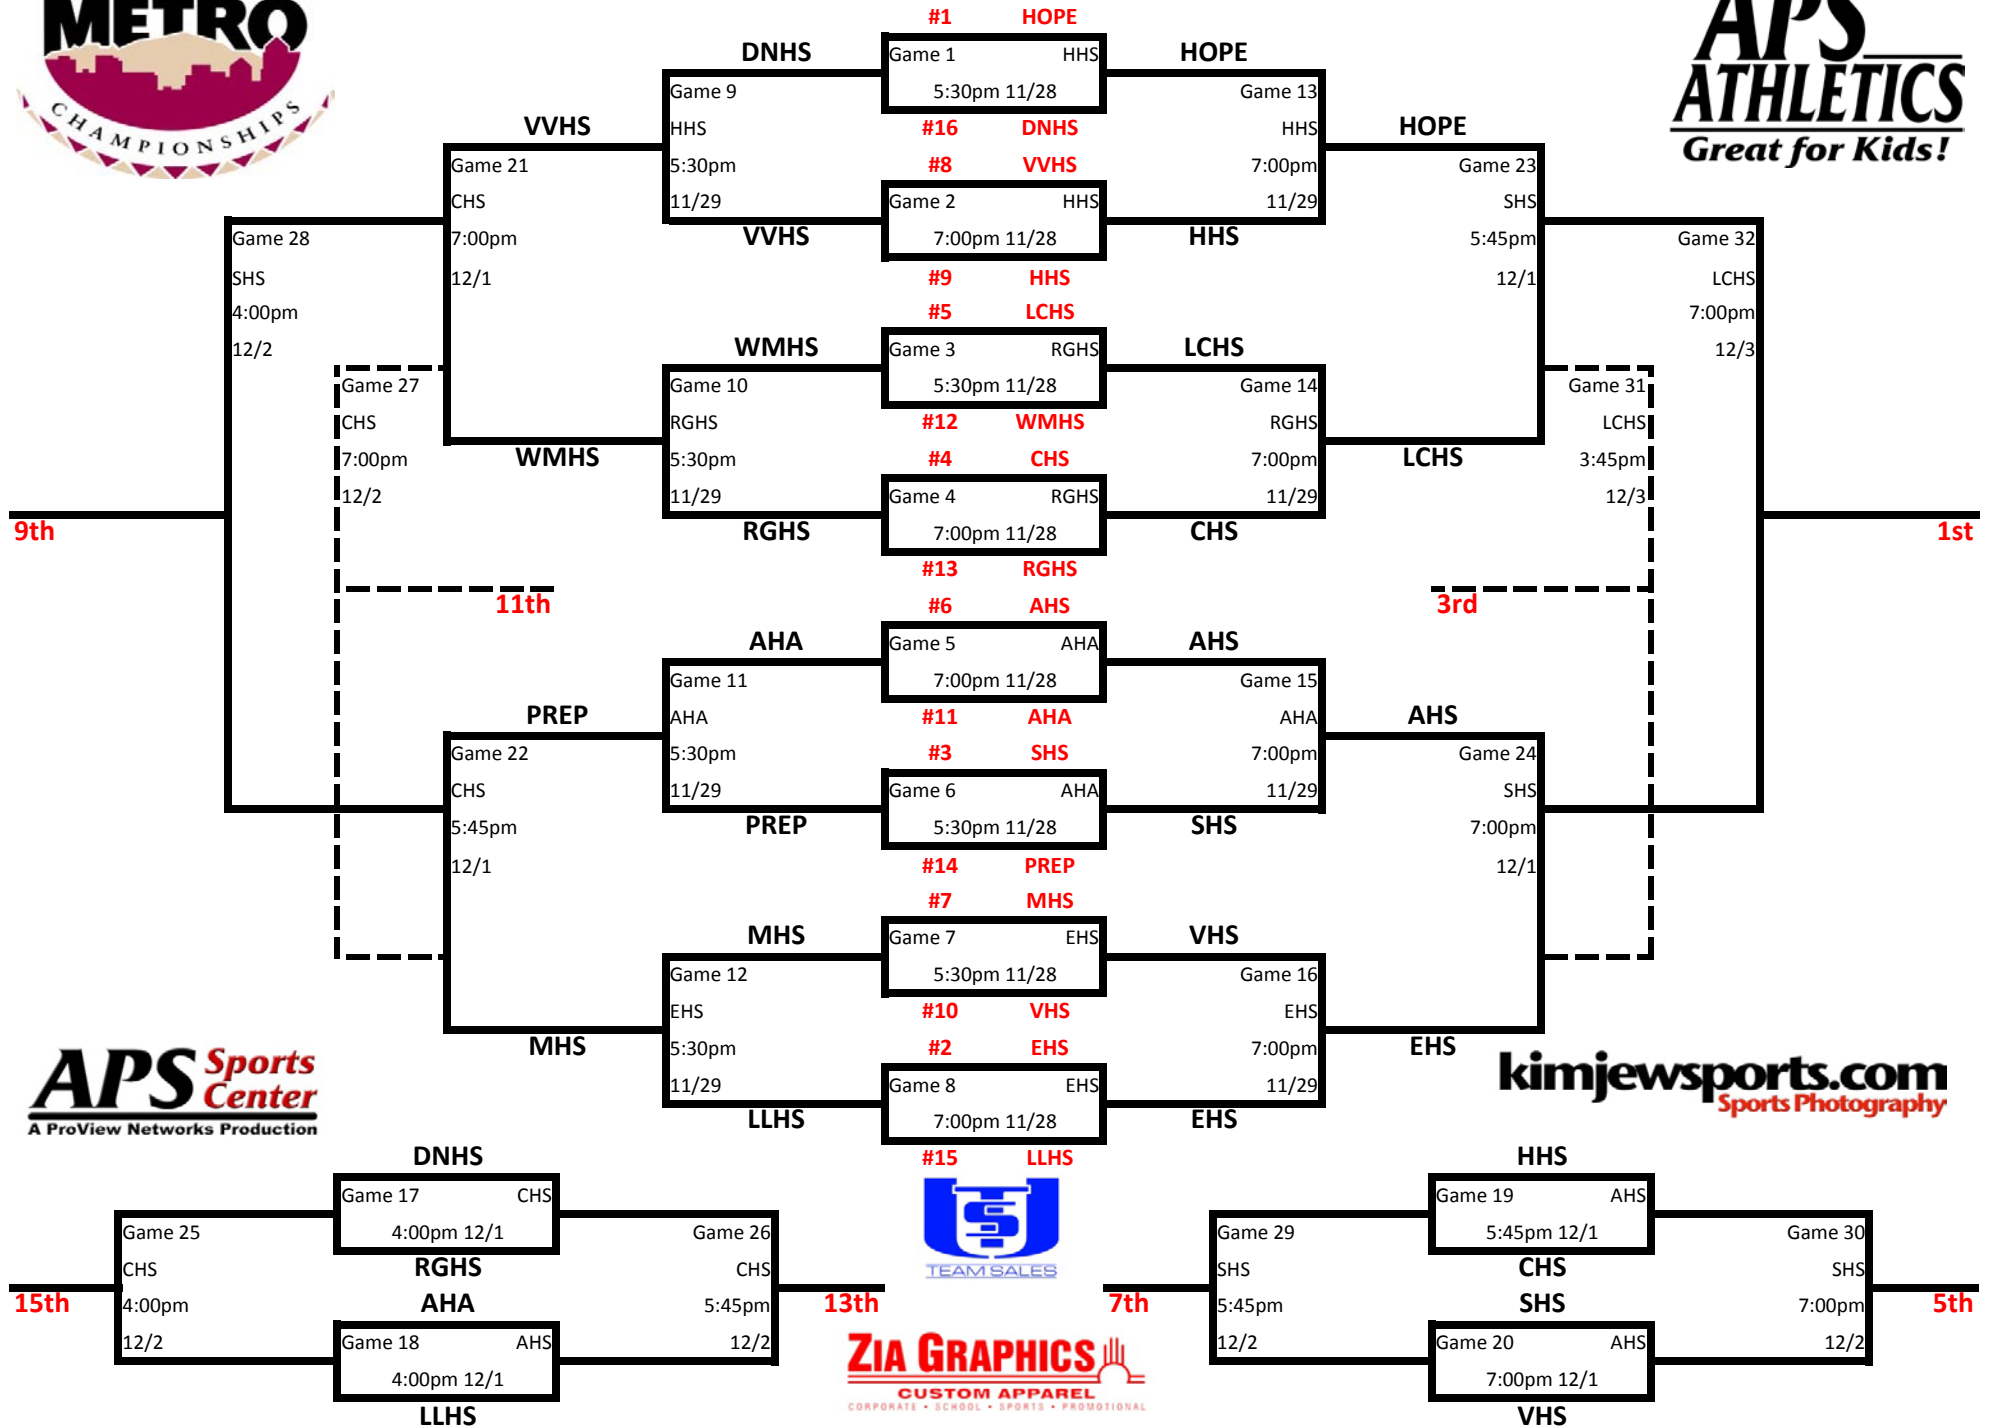 METRO
CHAMPIONSHIPS
APS
ATHLETICS
Great for Kids!
#1 HOPE
DNHS
Game 1 HHS
5:30pm 11/28
HOPE
#16 DNHS
Game 9
HHS
5:30pm
11/29
Game 13
HHS
7:00pm
11/29
VVHS
HOPE
#8 VVHS
Game 2 HHS
7:00pm 11/28
VVHS
HHS
#9 HHS
Game 21
CHS
7:00pm
12/1
Game 23
SHS
5:45pm
12/1
Game 28
SHS
4:00pm
12/2
Game 32
LCHS
7:00pm
12/3
#5 LCHS
WMHS
Game 3 RGHS
5:30pm 11/28
LCHS
#12 WMHS
Game 10
RGHS
5:30pm
11/29
Game 14
RGHS
7:00pm
11/29
Game 27
CHS
7:00pm
12/2
Game 31
LCHS
3:45pm
12/3
WMHS
LCHS
#4 CHS
Game 4 RGHS
7:00pm 11/28
RGHS
CHS
#13 RGHS
9th
1st
11th
3rd
#6 AHS
AHA
Game 5 AHA
7:00pm 11/28
AHS
#11 AHA
Game 11
AHA
5:30pm
11/29
Game 15
AHA
7:00pm
11/29
PREP
AHS
#3 SHS
Game 6 AHA
5:30pm 11/28
PREP
SHS
#14 PREP
Game 22
CHS
5:45pm
12/1
Game 24
SHS
7:00pm
12/1
#7 MHS
MHS
Game 7 EHS
5:30pm 11/28
VHS
#10 VHS
Game 12
EHS
5:30pm
11/29
Game 16
EHS
7:00pm
11/29
MHS
EHS
#2 EHS
Game 8 EHS
7:00pm 11/28
LLHS
EHS
#15 LLHS
APS Sports Center
A ProView Networks Production
kimjewsports.com
Sports Photography
DNHS
Game 17 CHS
4:00pm 12/1
RGHS
AHA
Game 18 AHS
4:00pm 12/1
LLHS
Game 25
CHS
4:00pm
12/2
15th
Game 26
CHS
5:45pm
12/2
13th
TEAM SALES
ZIA GRAPHICS
CUSTOM APPAREL
CORPORATE • SCHOOL • SPORTS • PROMOTIONAL
HHS
Game 19 AHS
5:45pm 12/1
CHS
SHS
Game 20 AHS
7:00pm 12/1
VHS
Game 29
SHS
5:45pm
12/2
7th
Game 30
SHS
7:00pm
12/2
5th